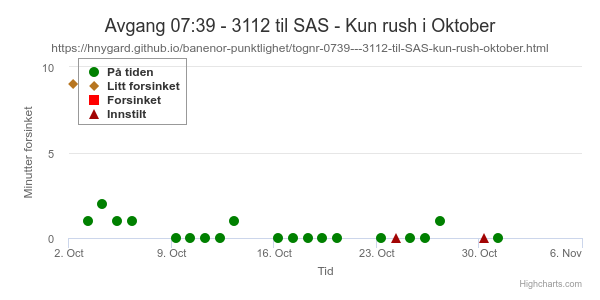 Avgang 07:39 - 3112 til SAS - Kun rush i Oktober
https://hnygard.github.io/banenor-punktlighet/tognr-0739---3112-til-SAS-kun-rush-oktober.html
På tiden
Litt forsinket
Forsinket
Innstilt
Minutter forsinket
10
5
0
2. Oct
9. Oct
16. Oct
23. Oct
30. Oct
6. Nov
Tid
Highcharts.com